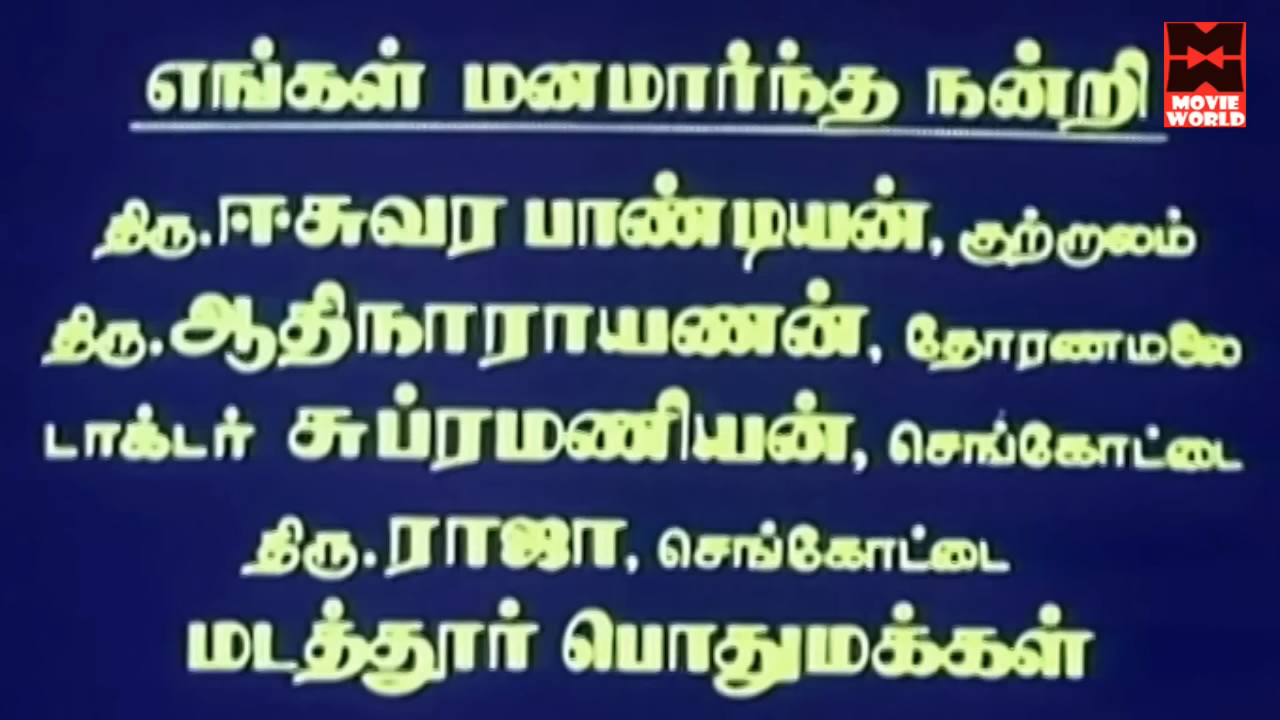 எங்கள் மனமார்ந்த நன்றி
MOVIE
WORLD
திரு.ஈசுவர பாண்டியன், குற்றலம்
திரு.ஆதிநாராயணன், தோரணமலை
டாக்டர் சுப்ரமணியன், செங்கோட்டை
திரு.ராஜா, செங்கோட்டை
மடத்தூர் பொதுமக்கள்